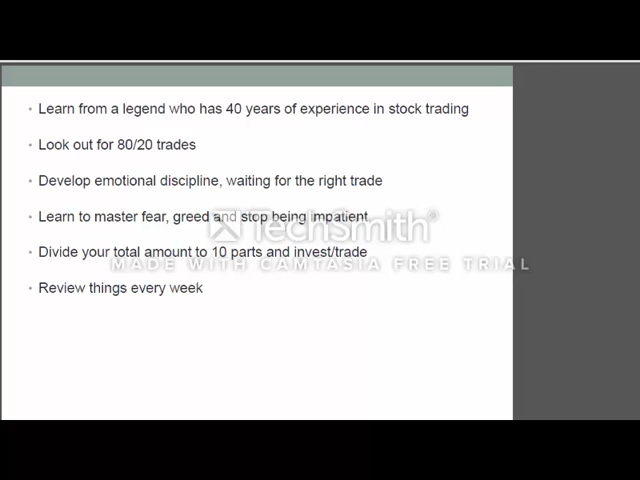 Learn from a legend who has 40 years of experience in stock trading
Look out for 80/20 trades
Develop emotional discipline, waiting for the right trade
Learn to master fear, greed and stop being impatient.
TechSmith®
Divide your total amount to 10 parts and invest/trade
MADE WITH CAMTASIA FREE TRIAL
Review things every week